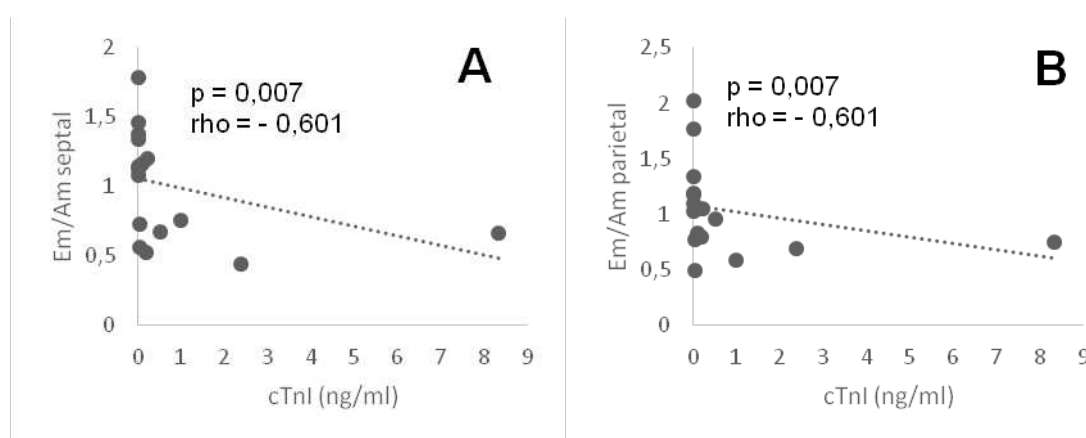 A
p = 0,007
rho = - 0,601
Em/Am septal
2
1,5
1
0,5
0
0 1 2 3 4 5 6 7 8 9
cTnI (ng/ml)
B
p = 0,007
rho = - 0,601
Em/Am parietal
2,5
2
1,5
1
0,5
0
0 1 2 3 4 5 6 7 8 9
cTnI (ng/ml)